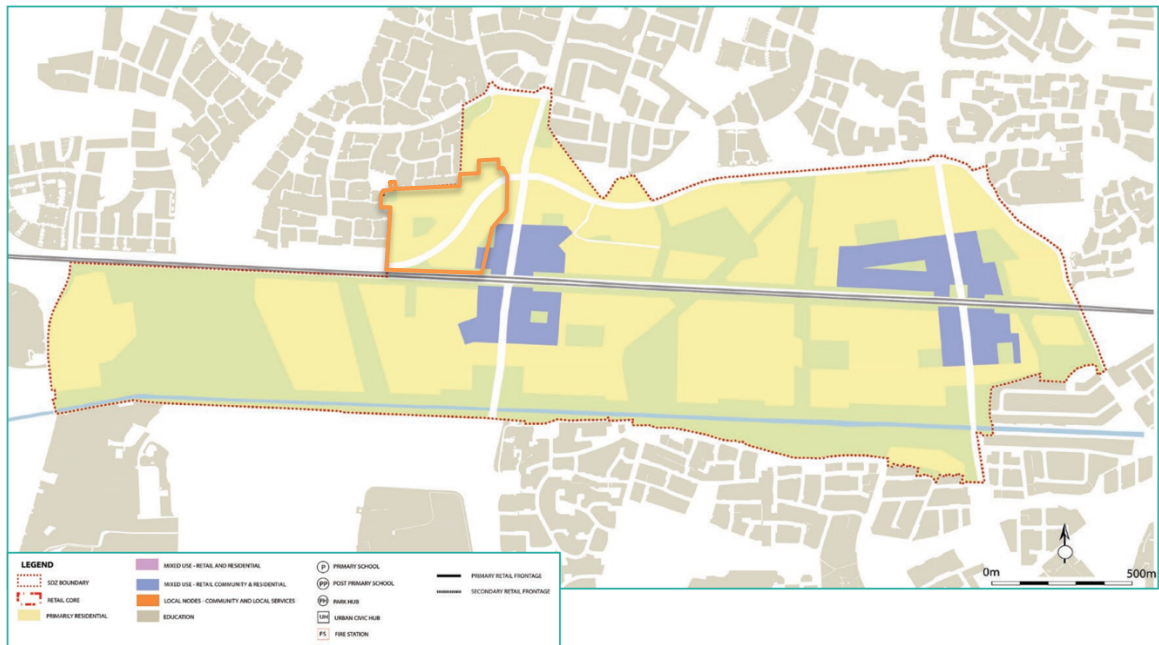 0m
500m
LEGEND
SDZ BOUNDARY
RETAIL CORE
PRIMARILY RESIDENTIAL
MIXED USE - RETAIL AND RESIDENTIAL
MIXED USE - RETAIL COMMUNITY & RESIDENTIAL
LOCAL NODES - COMMUNITY AND LOCAL SERVICES
EDUCATION
P PRIMARY SCHOOL
PP POST PRIMARY SCHOOL
PH PARK HUB
UH URBAN CIVIC HUB
FS FIRE STATION
PRIMARY RETAIL FRONTAGE
SECONDARY RETAIL FRONTAGE